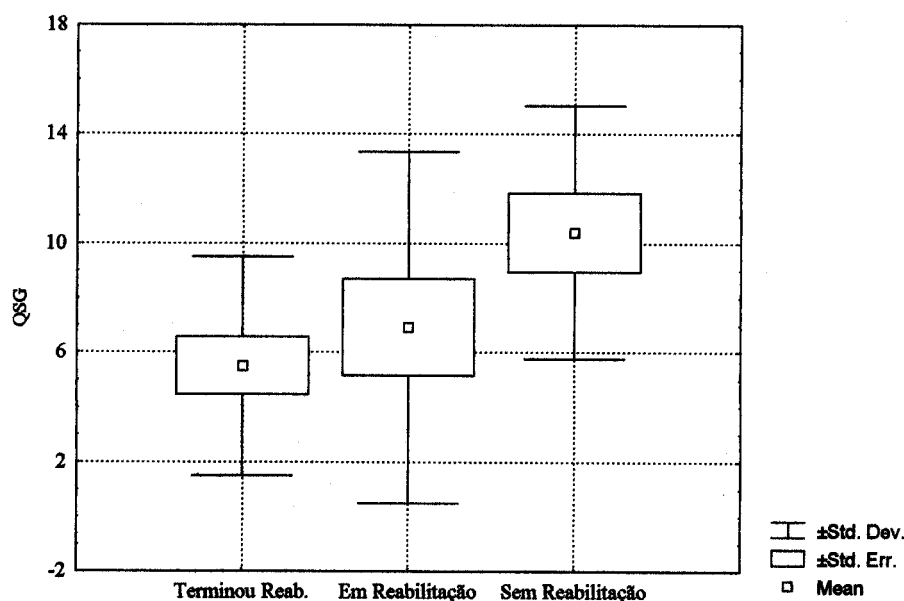 18
14
10
6
2
-2
QSG
Terminou Reab. Em Reabilitação Sem Reabilitação
±Std. Dev.
±Std. Err.
Mean